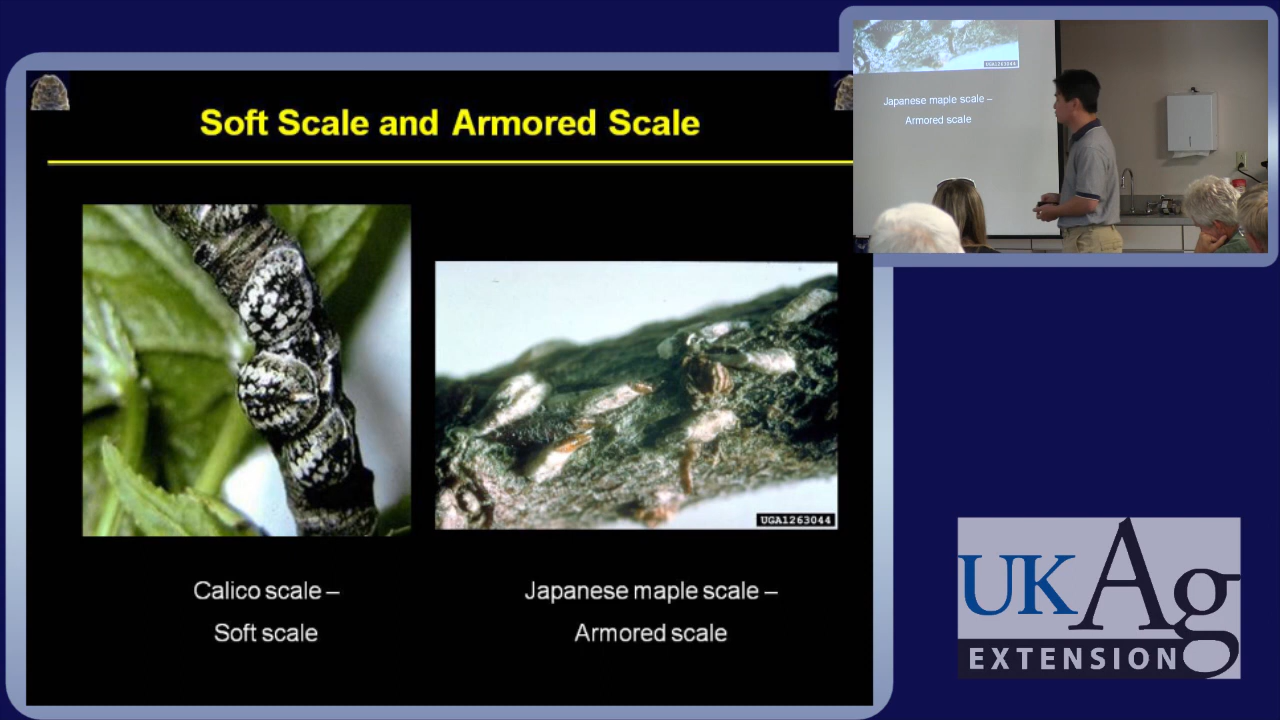 Soft Scale and Armored Scale
UGA1263044
Calico scale –
Soft scale
Japanese maple scale –
Armored scale
UGA1263044
Japanese maple scale –
Armored scale
UKAg
EXTENSION